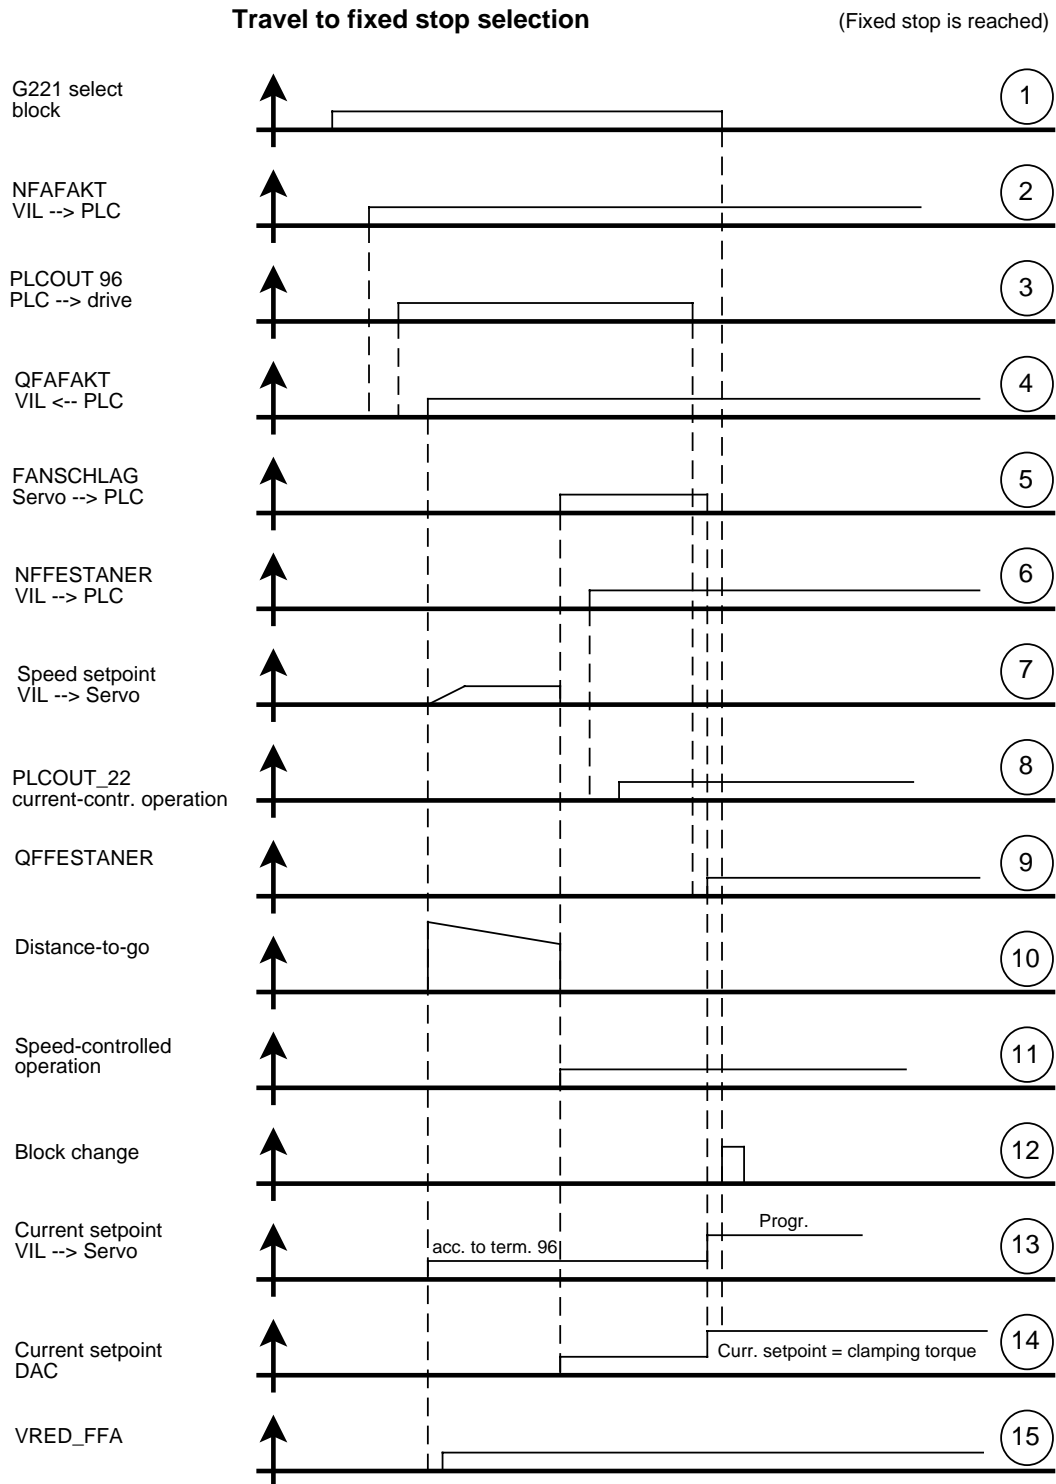 Travel to fixed stop selection
(Fixed stop is reached)
G221 select
block
1
NFAFAKT
VIL --> PLC
2
PLCOUT 96
PLC --> drive
3
QFAFAKT
VIL <-- PLC
4
FANSCHLAG
Servo --> PLC
5
NFFESTANER
VIL --> PLC
6
Speed setpoint
VIL --> Servo
7
PLCOUT_22
current-contr. operation
8
QFFESTANER
9
Distance-to-go
10
Speed-controlled
operation
11
Block change
12
Current setpoint
VIL --> Servo
acc. to term. 96
Progr.
13
Current setpoint
DAC
Curr. setpoint = clamping torque
14
VRED_FFA
15